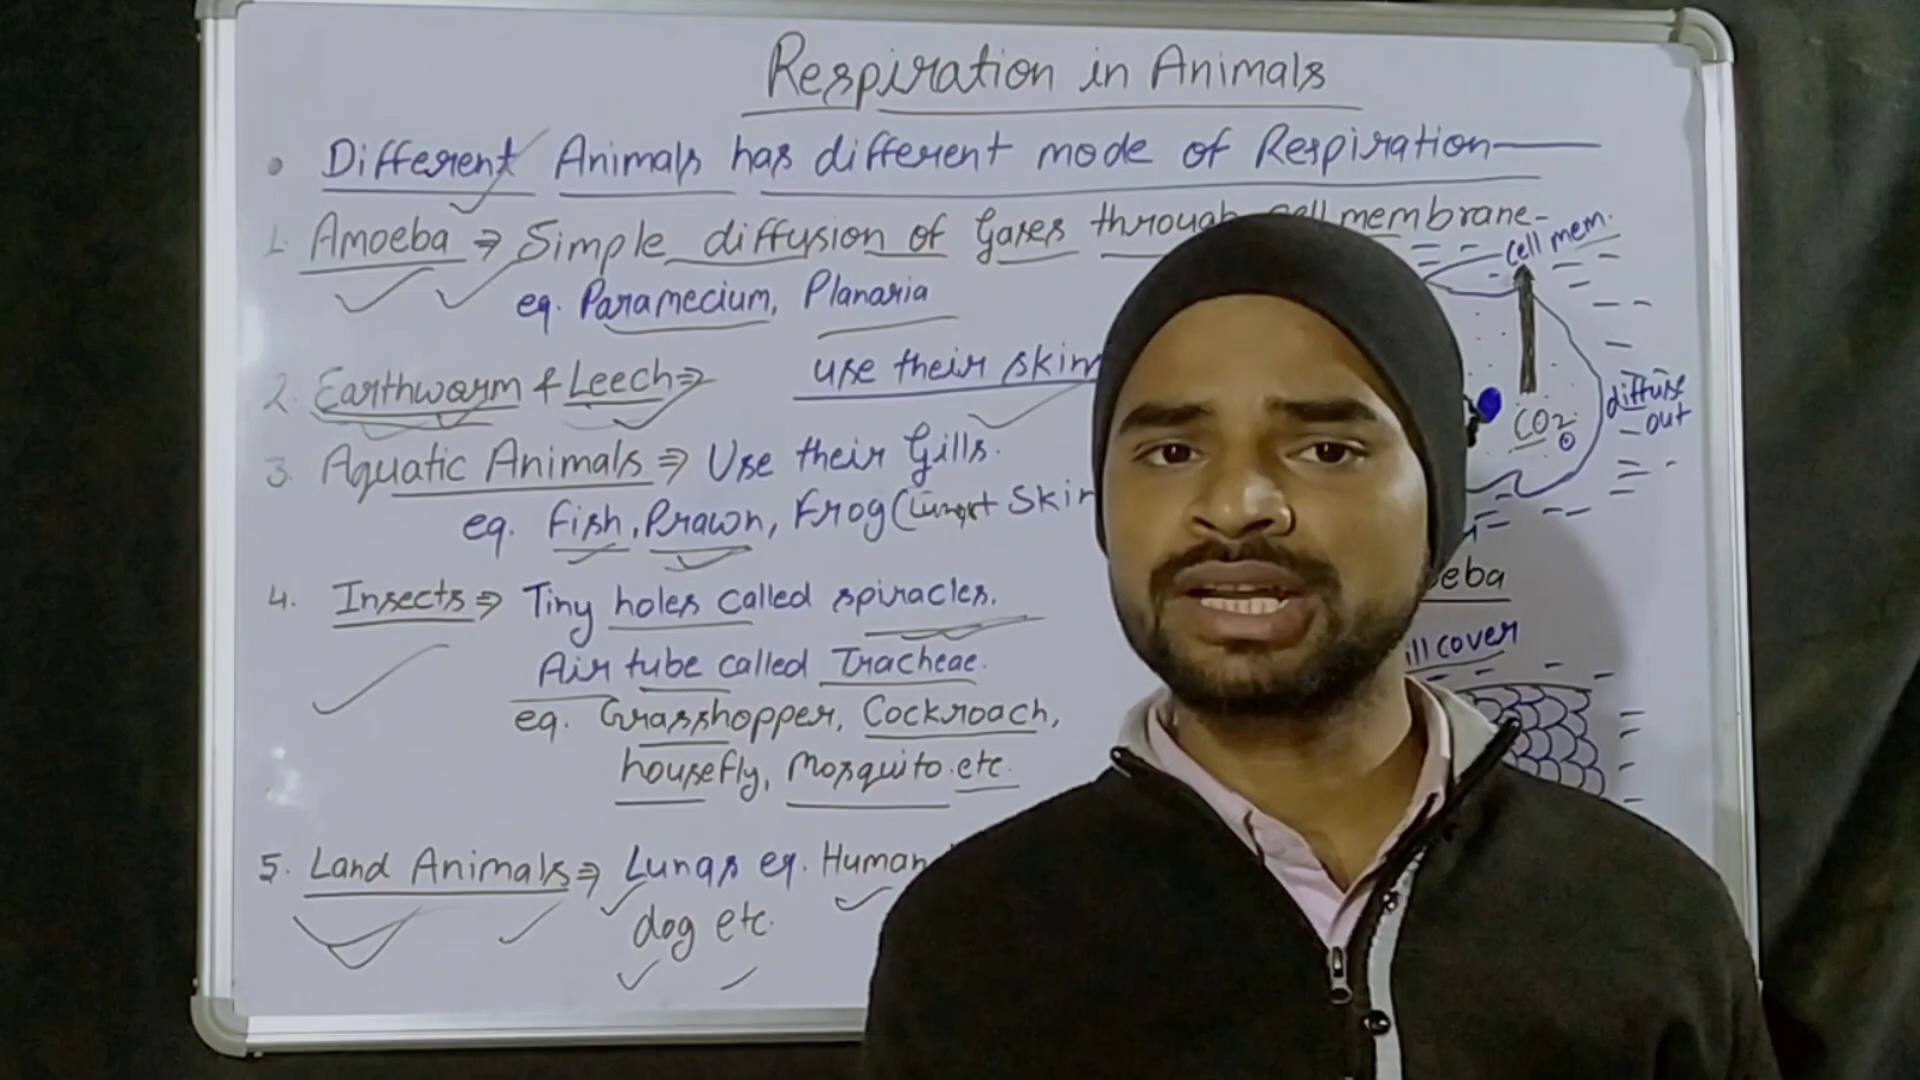 Respiration in Animals
• Different Animals has different mode of Respiration
1. Amoeba ⇒ Simple diffusion of Gases through cell membrane-
eg. Paramecium, Planaria
2. Earthworm & Leech ⇒ use their skin
3. Aquatic Animals ⇒ Use their Gills.
eg. Fish, Prawn, Frog (Lungs + Skin
4. Insects ⇒ Tiny holes called spiracles.
Air tube called Tracheae.
eg. Grasshopper, Cockroach,
housefly, Mosquito etc.
5. Land Animals ⇒ Lungs eg. Human
dog etc.
cell mem.
CO2
diffuse
out
eba
ill cover